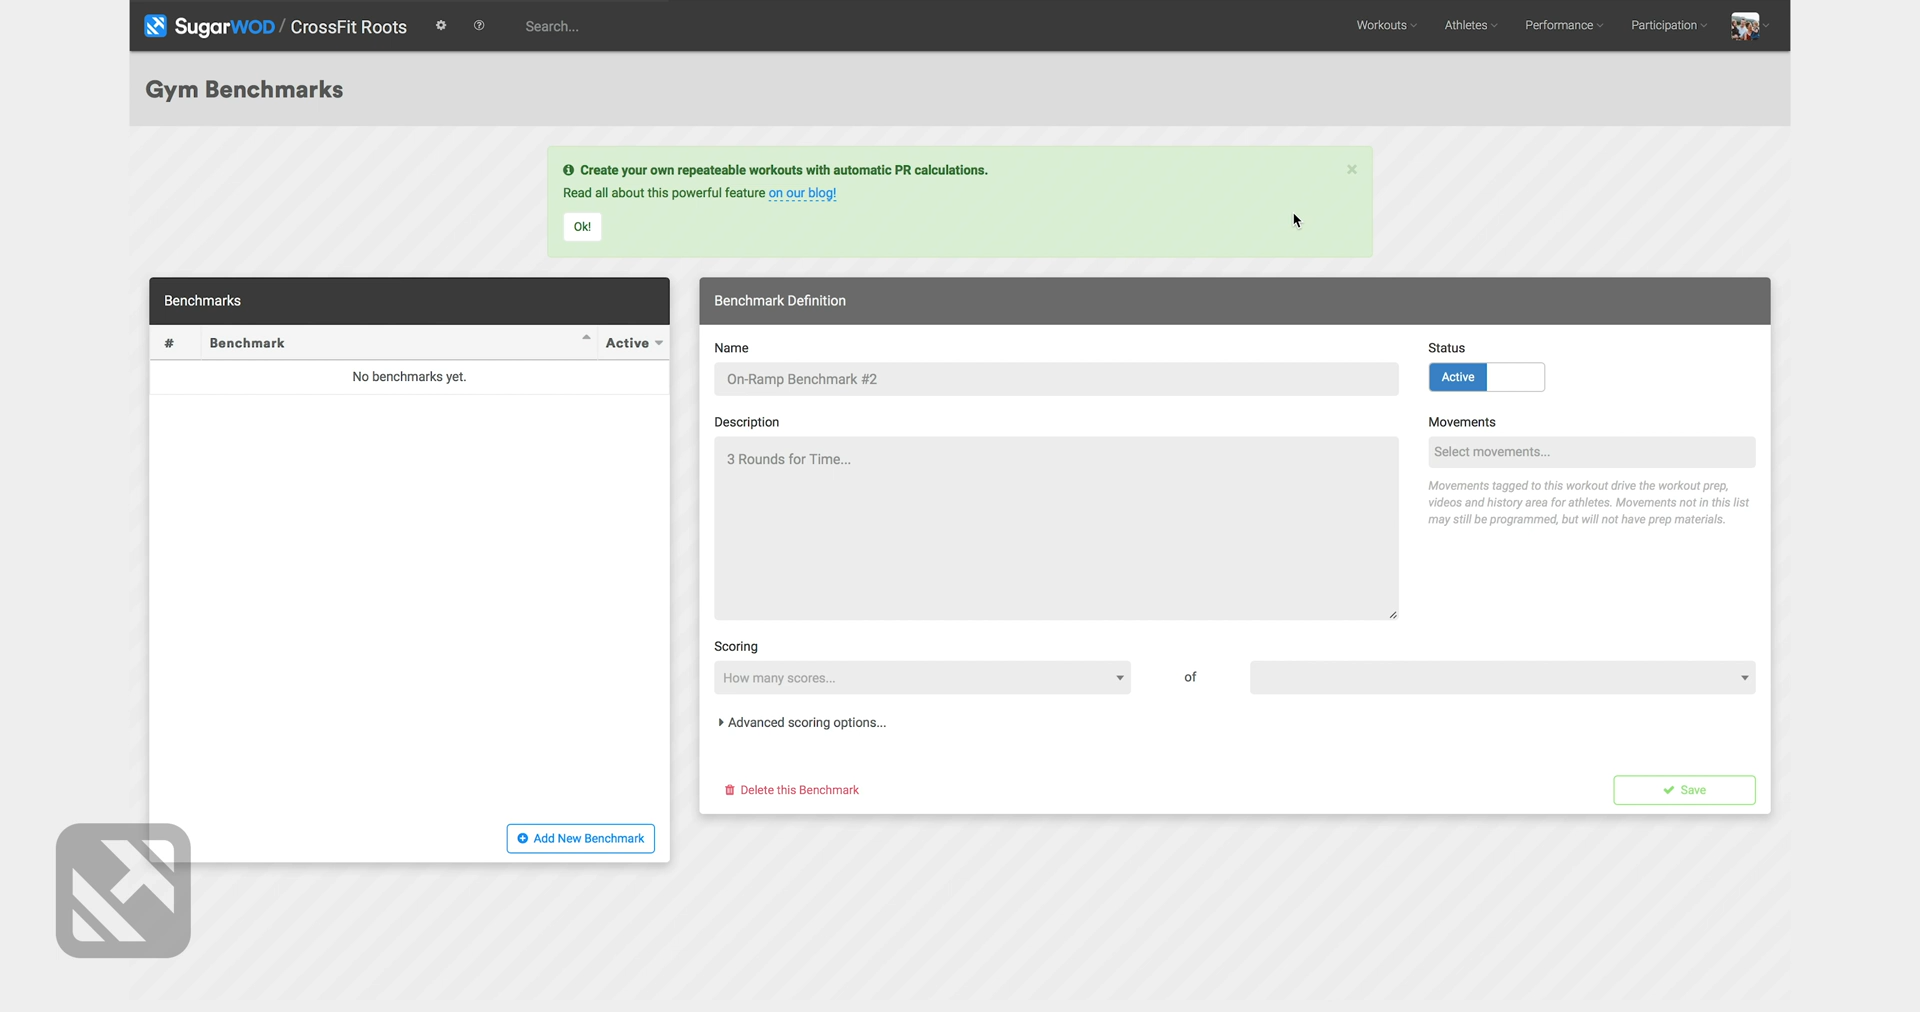 SugarWOD / CrossFit Roots
Search...
Workouts
Athletes
Performance
Participation
Gym Benchmarks
Create your own repeateable workouts with automatic PR calculations.
Read all about this powerful feature on our blog!
Ok!
Benchmarks
# Benchmark Active
No benchmarks yet.
Add New Benchmark
Benchmark Definition
Name
On-Ramp Benchmark #2
Status
Active
Description
3 Rounds for Time...
Movements
Select movements...
Movements tagged to this workout drive the workout prep,
videos and history area for athletes. Movements not in this list
may still be programmed, but will not have prep materials.
Scoring
How many scores...
of
Advanced scoring options...
Delete this Benchmark
Save